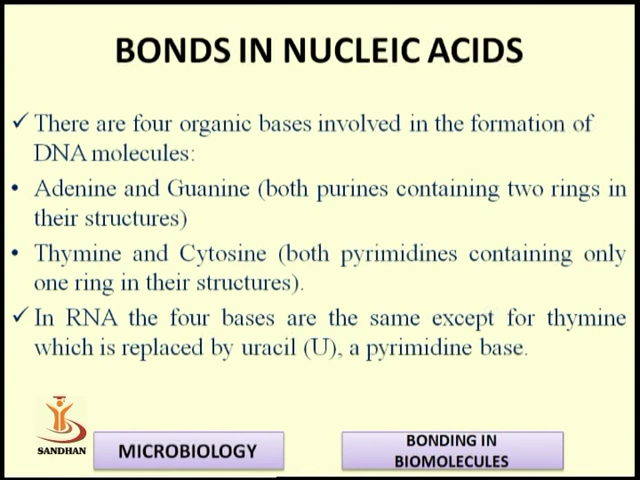 BONDS IN NUCLEIC ACIDS
✓ There are four organic bases involved in the formation of
DNA molecules:
• Adenine and Guanine (both purines containing two rings in
their structures)
• Thymine and Cytosine (both pyrimidines containing only
one ring in their structures).
✓ In RNA the four bases are the same except for thymine
which is replaced by uracil (U), a pyrimidine base.
SANDHAN
MICROBIOLOGY
BONDING IN
BIOMOLECULES